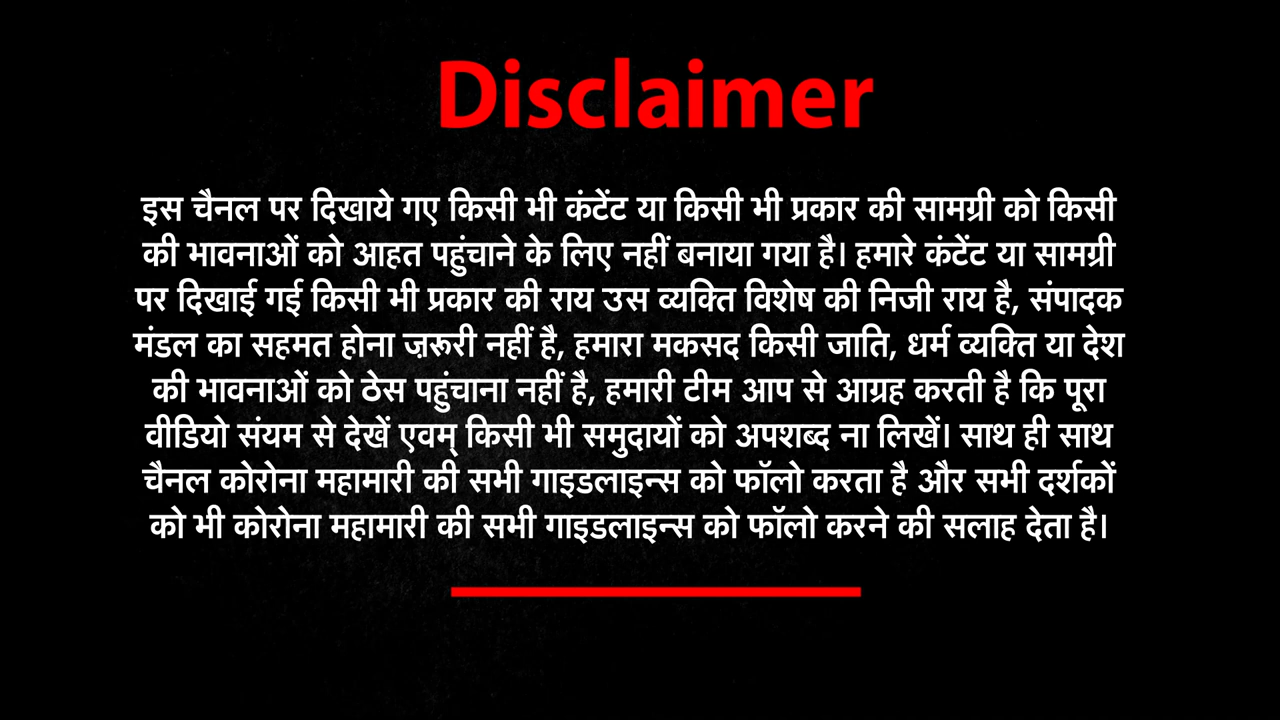 Disclaimer
इस चैनल पर दिखाये गए किसी भी कंटेंट या किसी भी प्रकार की सामग्री को किसी
की भावनाओं को आहत पहुंचाने के लिए नहीं बनाया गया है। हमारे कंटेंट या सामग्री
पर दिखाई गई किसी भी प्रकार की राय उस व्यक्ति विशेष की निजी राय है, संपादक
मंडल का सहमत होना ज़रूरी नहीं है, हमारा मकसद किसी जाति, धर्म व्यक्ति या देश
की भावनाओं को ठेस पहुंचाना नहीं है, हमारी टीम आप से आग्रह करती है कि पूरा
वीडियो संयम से देखें एवम् किसी भी समुदायों को अपशब्द ना लिखें। साथ ही साथ
चैनल कोरोना महामारी की सभी गाइडलाइन्स को फॉलो करता है और सभी दर्शकों
को भी कोरोना महामारी की सभी गाइडलाइन्स को फॉलो करने की सलाह देता है।